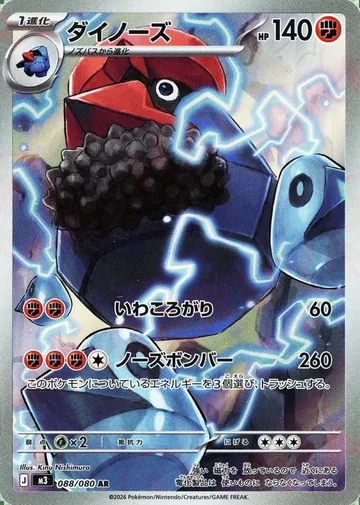 1進化
ダイノーズ
HP 140
ノズパスから進化
いわころがり 60
ノーズボンバー 260
このポケモンについているエネルギーを3個選び、トラッシュする。
弱点 ×2 抵抗力 にげる
Illus. Kinu Nishimura
J M3 088/080 AR
©2026 Pokémon/Nintendo/Creatures/GAME FREAK.